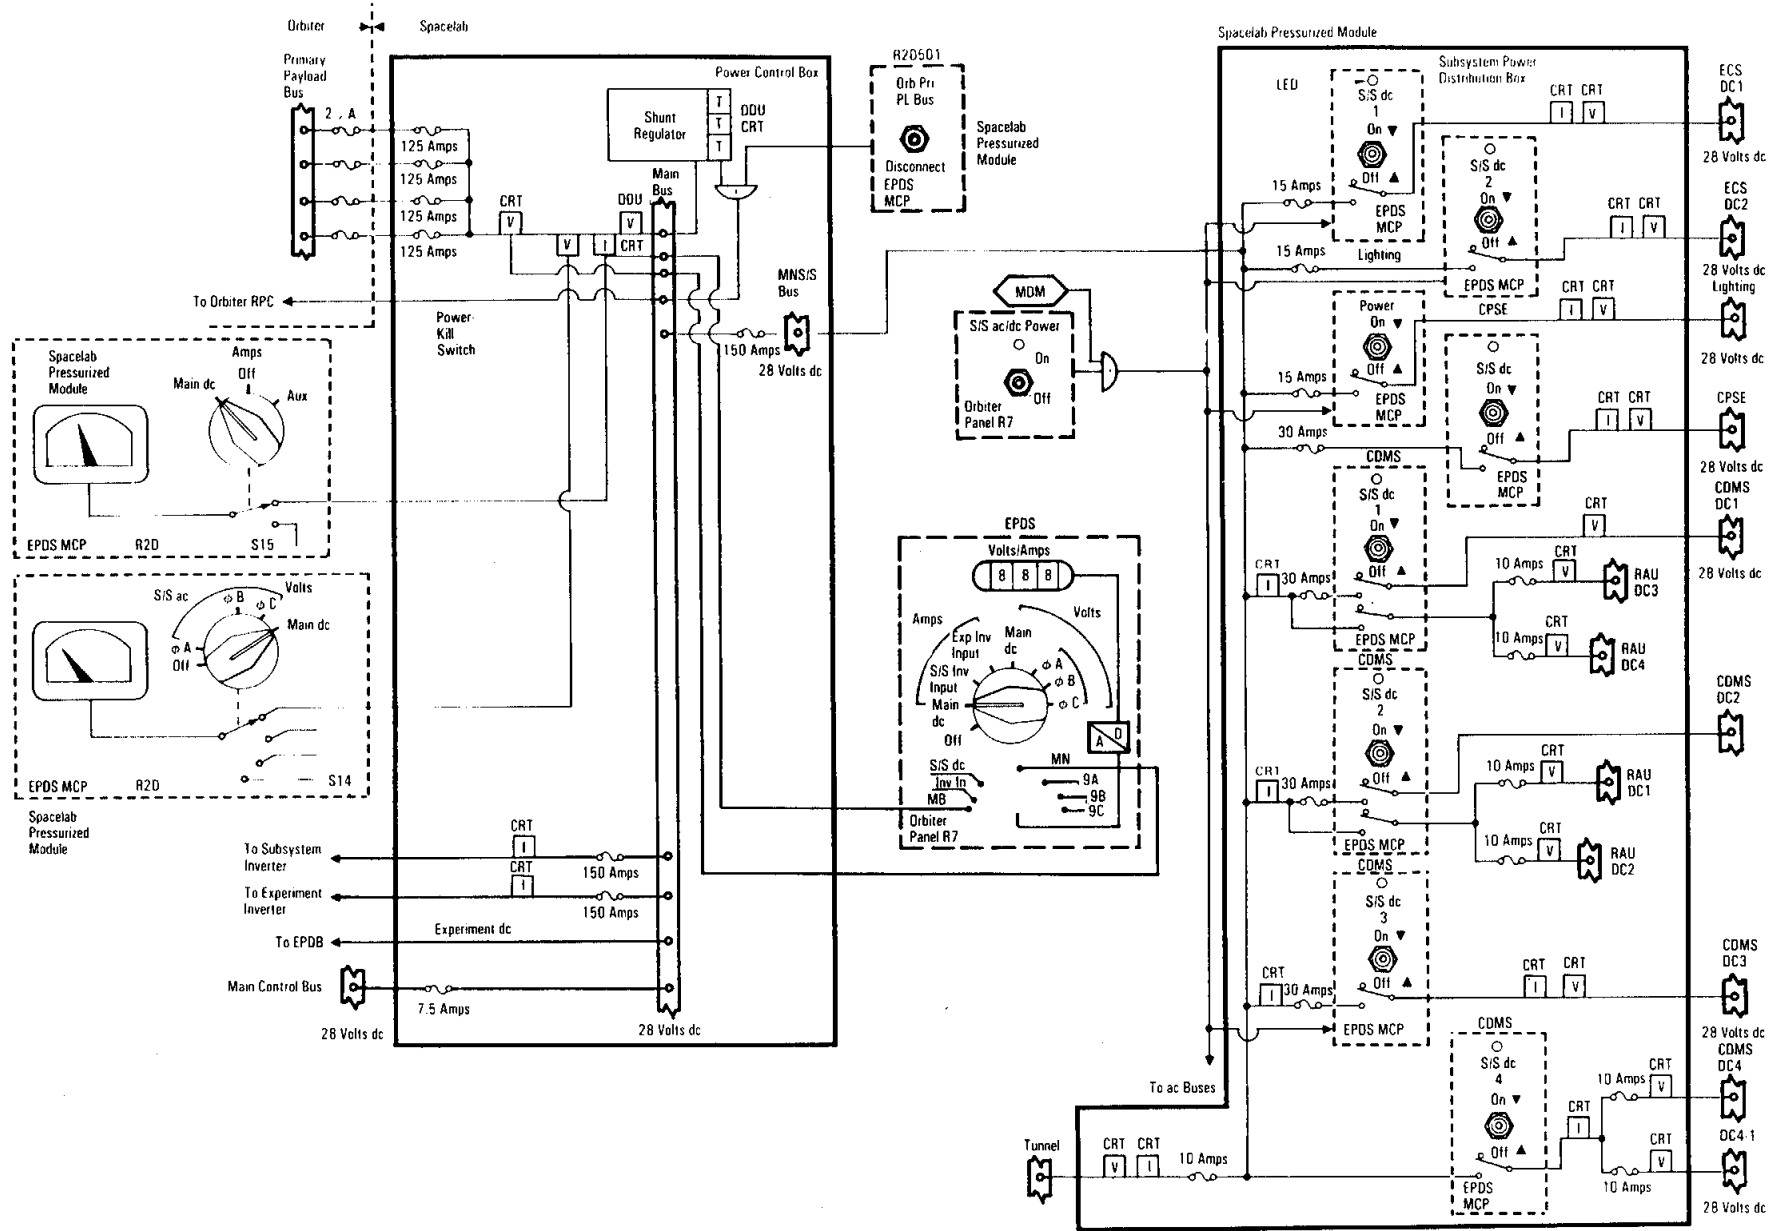 Orbiter
Spacelab
Primary
Payload
Bus
125 Amps
125 Amps
125 Amps
125 Amps
To Orbiter RPC
Power Control Box
Shunt
Regulator
T
T
T
DDU
CRT
Main
Bus
CRT
V
V
I
DDU
V
CRT
Power-
Kill
Switch
MNS/S
Bus
150 Amps
28 Volts dc
R2D501
Orb Pri
PL Bus
Disconnect
EPDS
MCP
Spacelab
Pressurized
Module
Spacelab
Pressurized
Module
Amps
Off
Main dc
Aux
EPDS MCP
R2D
S15
S/S ac
Volts
ϕ B
ϕ C
Main dc
ϕ A
Off
EPDS MCP
R2D
S14
Spacelab
Pressurized
Module
To Subsystem
Inverter
CRT
I
150 Amps
To Experiment
Inverter
CRT
I
150 Amps
To EPDB
Experiment dc
Main Control Bus
7.5 Amps
28 Volts dc
28 Volts dc
MDM
S/S ac/dc Power
On
Off
Orbiter
Panel R7
EPDS
Volts/Amps
8 8 8
Amps
Volts
Exp Inv
Input
Main
dc
S/S Inv
Input
Main
dc
Off
ϕ A
ϕ B
ϕ C
A
D
S/S dc
Inv In
MB
MN
9A
9B
9C
Orbiter
Panel R7
Spacelab Pressurized Module
Subsystem Power
Distribution Box
LED
S/S dc
1
On
Off
EPDS
MCP
15 Amps
CRT CRT
I V
ECS
DC1
28 Volts dc
S/S dc
2
On
Off
EPDS MCP
15 Amps
CRT CRT
I V
ECS
DC2
28 Volts dc
Lighting
Power
On
Off
EPDS
MCP
15 Amps
CRT CRT
I V
Lighting
28 Volts dc
CPSE
S/S dc
On
Off
EPDS
MCP
30 Amps
CRT CRT
I V
CPSE
28 Volts dc
CDMS
S/S dc
1
On
Off
EPDS MCP
CRT
I
30 Amps
CRT
V
CDMS
DC1
28 Volts dc
10 Amps
CRT
V
RAU
DC3
10 Amps
CRT
V
RAU
DC4
CDMS
S/S dc
2
On
Off
EPDS MCP
CRT
I
30 Amps
CDMS
DC2
10 Amps
CRT
V
RAU
DC1
10 Amps
CRT
V
RAU
DC2
CDMS
S/S dc
3
On
Off
EPDS MCP
CRT
I
30 Amps
CRT CRT
I V
CDMS
DC3
28 Volts dc
To ac Buses
CDMS
S/S dc
4
On
Off
EPDS
MCP
CRT
I
10 Amps
CRT
V
CDMS
DC4
10 Amps
CRT
V
DC4-1
28 Volts dc
Tunnel
CRT CRT
V I
10 Amps